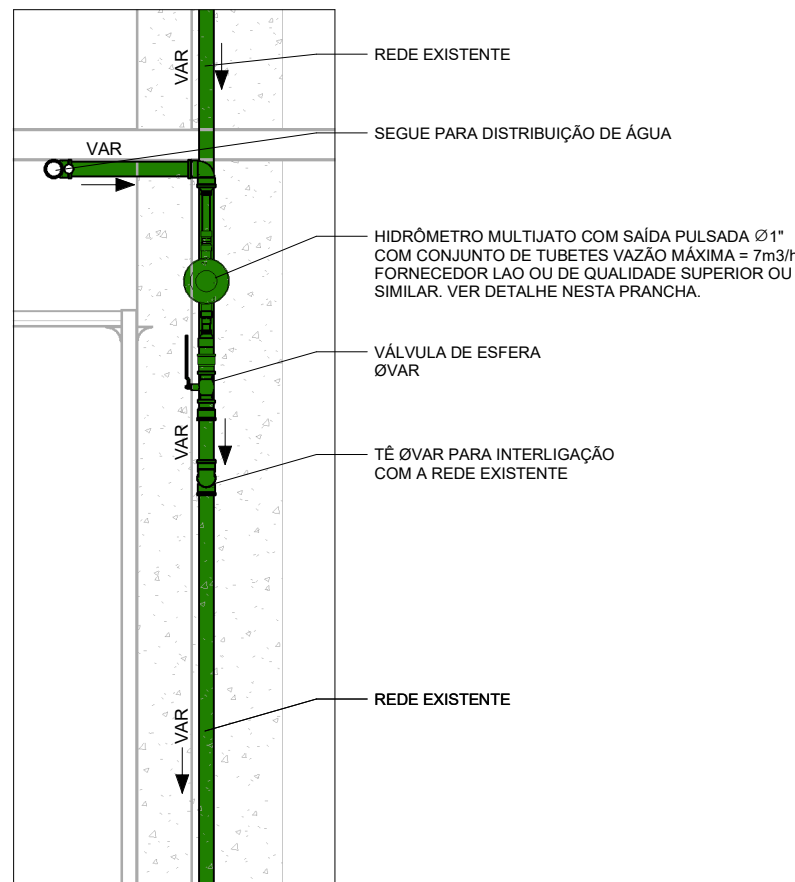 VAR
REDE EXISTENTE
VAR
SEGUE PARA DISTRIBUIÇÃO DE ÁGUA
HIDRÔMETRO MULTIJATO COM SAÍDA PULSADA Ø1"
COM CONJUNTO DE TUBETES VAZÃO MÁXIMA = 7m3/h
FORNECEDOR LAO OU DE QUALIDADE SUPERIOR OU
SIMILAR. VER DETALHE NESTA PRANCHA.
VÁLVULA DE ESFERA
ØVAR
VAR
TÊ ØVAR PARA INTERLIGAÇÃO
COM A REDE EXISTENTE
REDE EXISTENTE
VAR